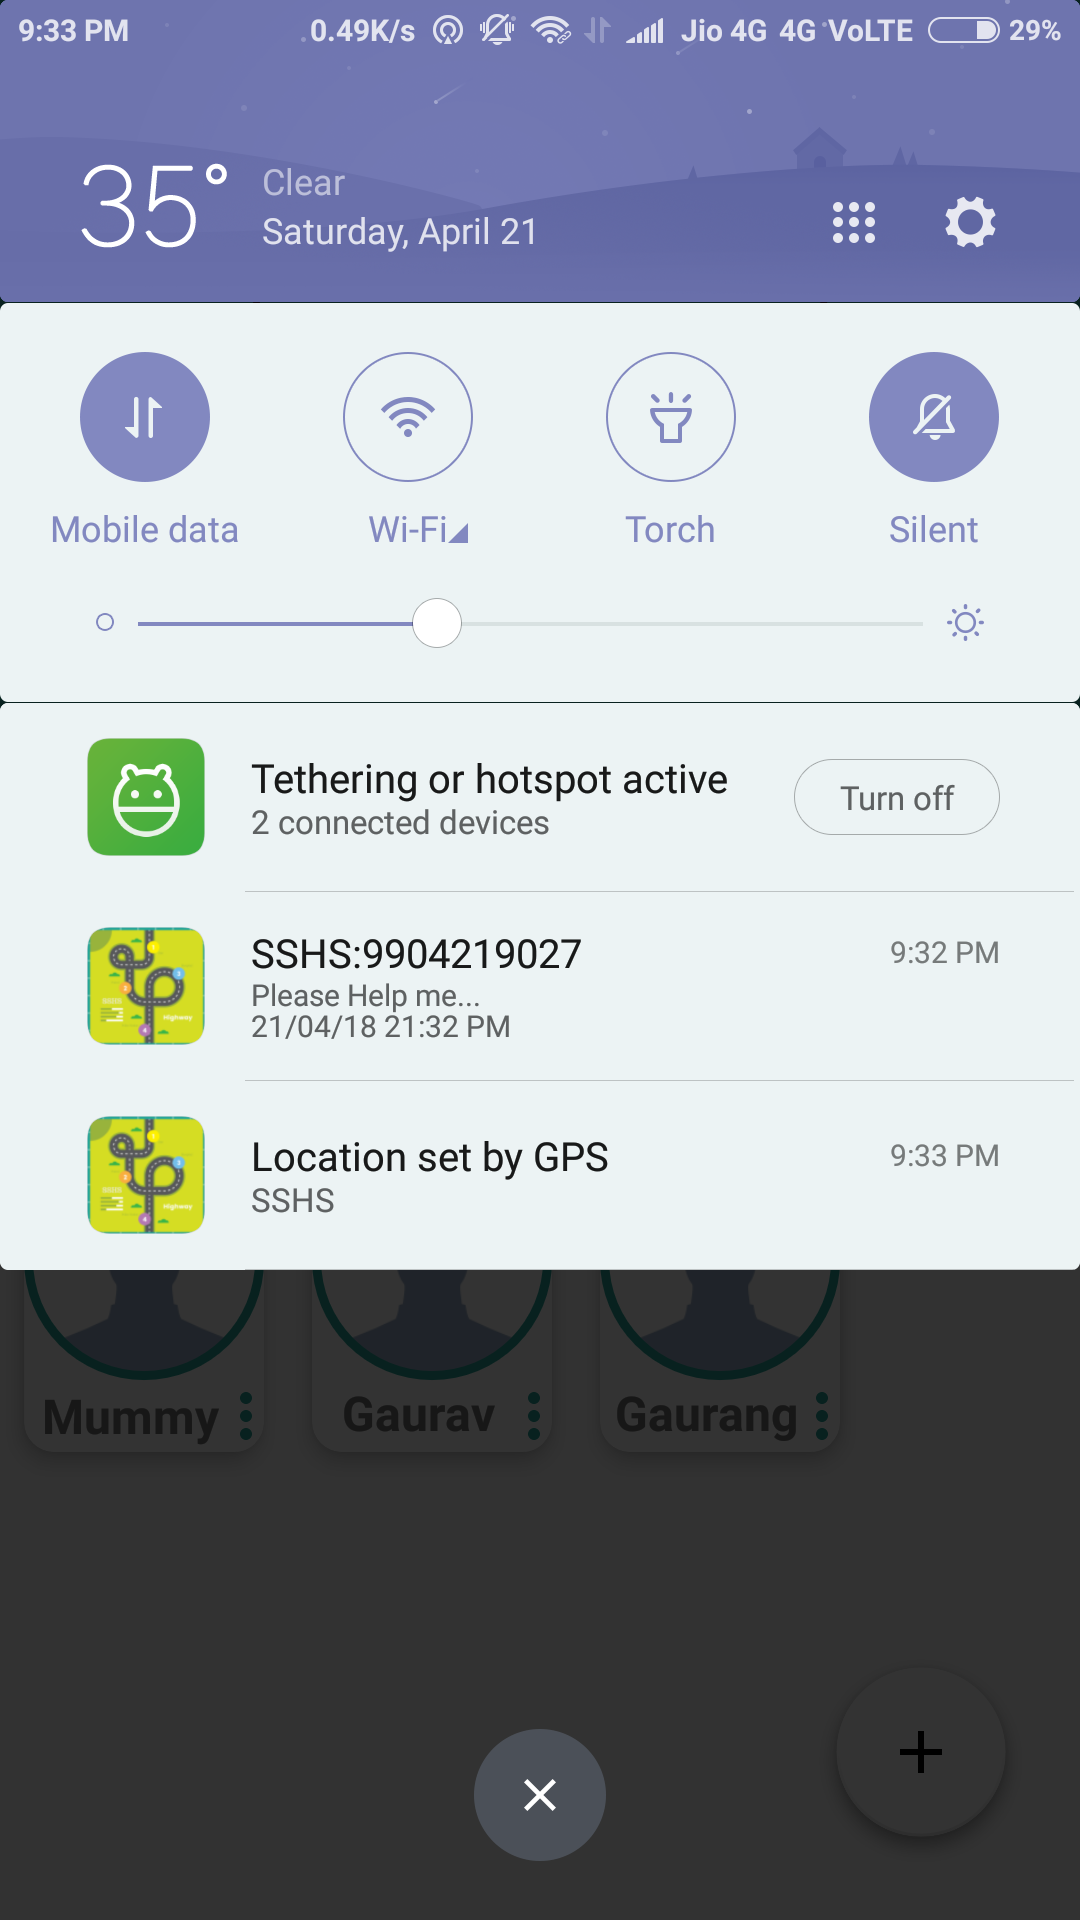 9:33 PM 0.49K/s Jio 4G 4G VoLTE 29%
35° Clear
Saturday, April 21
Mobile data Wi-Fi Torch Silent
Tethering or hotspot active
2 connected devices
Turn off
SSHS:9904219027 9:32 PM
Please Help me...
21/04/18 21:32 PM
Location set by GPS 9:33 PM
SSHS
Mummy Gaurav Gaurang